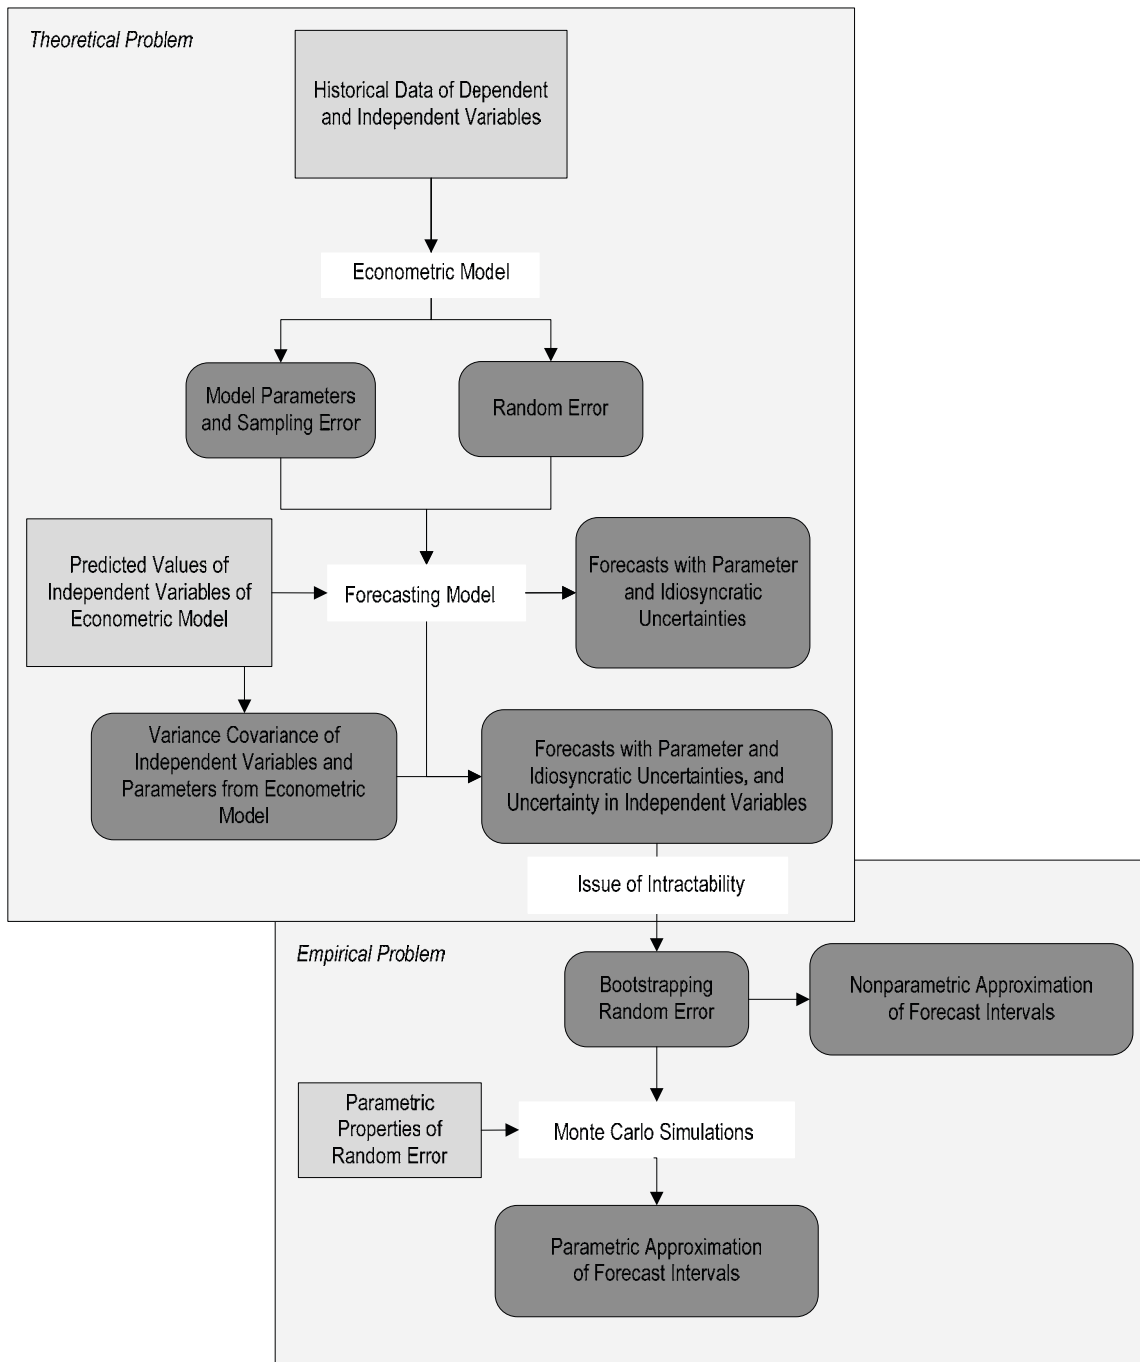 Theoretical Problem
Historical Data of Dependent
and Independent Variables
Econometric Model
Model Parameters
and Sampling Error
Random Error
Predicted Values of
Independent Variables of
Econometric Model
Forecasting Model
Forecasts with Parameter
and Idiosyncratic
Uncertainties
Variance Covariance of
Independent Variables and
Parameters from Econometric
Model
Forecasts with Parameter and
Idiosyncratic Uncertainties, and
Uncertainty in Independent Variables
Issue of Intractability
Empirical Problem
Bootstrapping
Random Error
Nonparametric Approximation
of Forecast Intervals
Parametric
Properties of
Random Error
Monte Carlo Simulations
Parametric Approximation
of Forecast Intervals